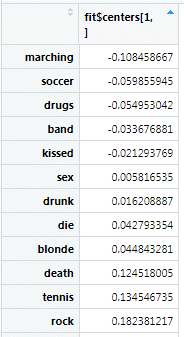 fit$centers[1,
]
marching -0.108458667
soccer -0.059855945
drugs -0.054953042
band -0.033676881
kissed -0.021293769
sex 0.005816535
drunk 0.016208887
die 0.042793354
blonde 0.044843281
death 0.124518005
tennis 0.134546735
rock 0.182381217